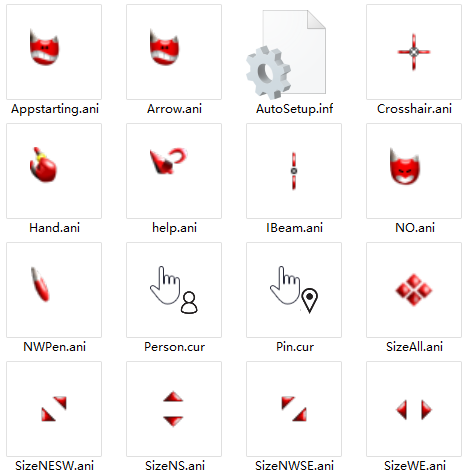 Appstarting.ani
Arrow.ani
AutoSetup.inf
Crosshair.ani
Hand.ani
help.ani
IBeam.ani
NO.ani
NWPen.ani
Person.cur
Pin.cur
SizeAll.ani
SizeNESW.ani
SizeNS.ani
SizeNWSE.ani
SizeWE.ani